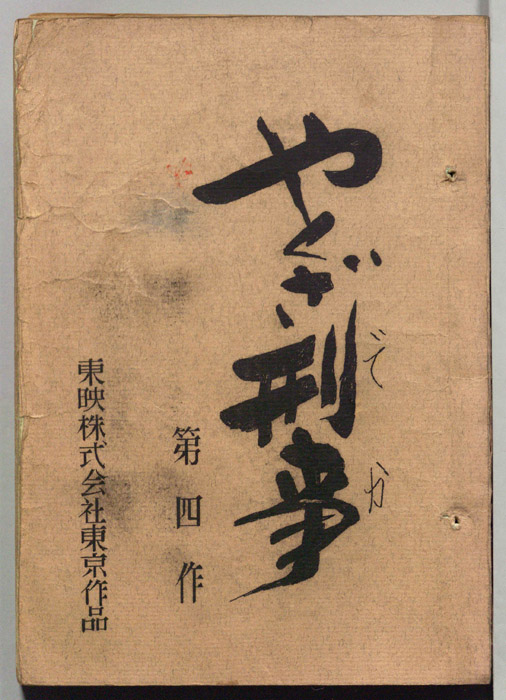 やくざ刑事
でか
第四作
東映株式会社東京作品